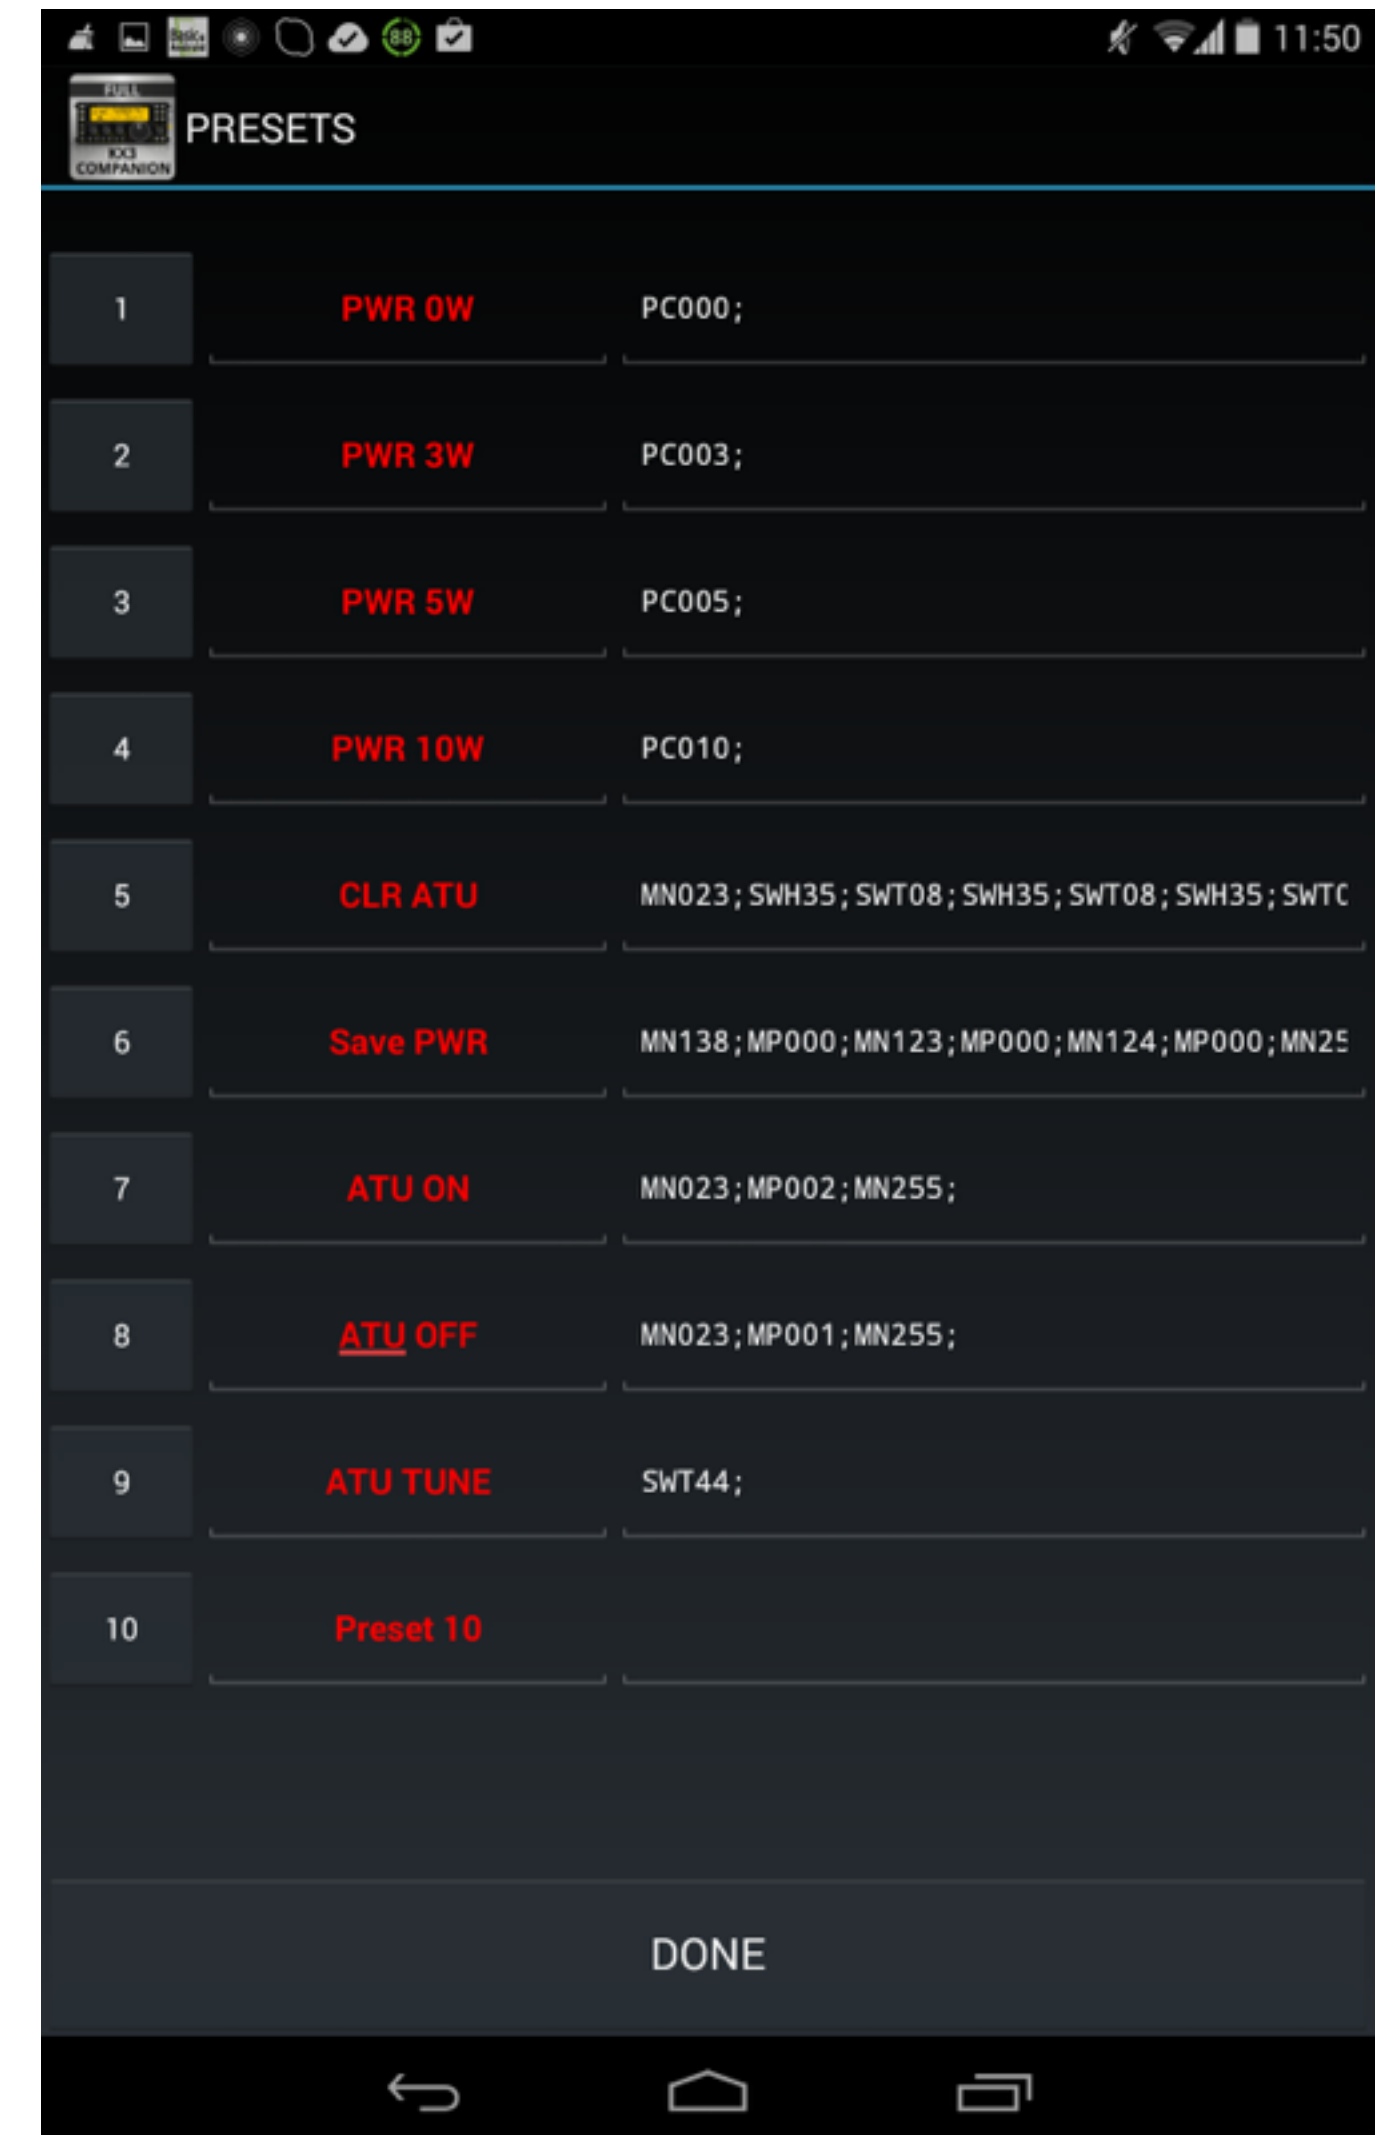 88
11:50
FULL
KX3
COMPANION
PRESETS
1 PWR 0W PC000;
2 PWR 3W PC003;
3 PWR 5W PC005;
4 PWR 10W PC010;
5 CLR ATU MN023;SWH35;SWT08;SWH35;SWT08;SWH35;SWT0
6 Save PWR MN138;MP000;MN123;MP000;MN124;MP000;MN25
7 ATU ON MN023;MP002;MN255;
8 ATU OFF MN023;MP001;MN255;
9 ATU TUNE SWT44;
10 Preset 10
DONE